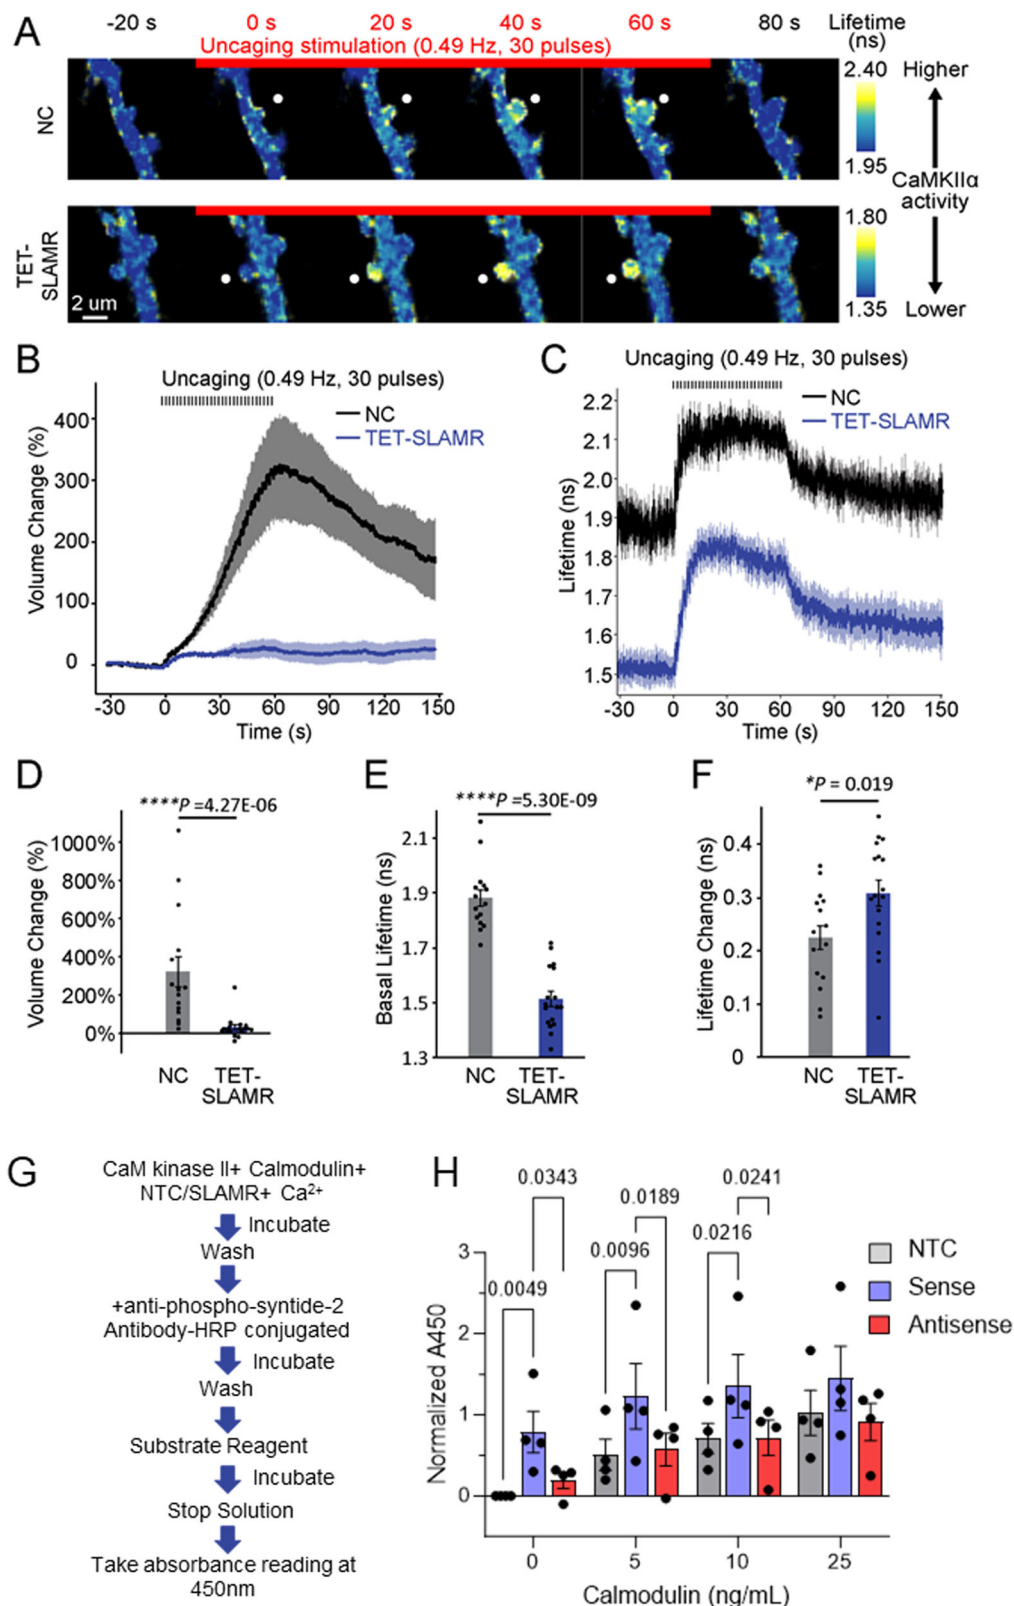 A
-20 s 0 s 20 s 40 s 60 s 80 s Lifetime (ns)
Uncaging stimulation (0.49 Hz, 30 pulses)
NC
2.40
1.95
Higher
CaMKIIα
activity
Lower
TET-
SLAMR
2 um
1.80
1.35
B
Uncaging (0.49 Hz, 30 pulses)
NC
TET-SLAMR
Volume Change (%)
400
300
200
100
0
-30 0 30 60 90 120 150
Time (s)
C
Uncaging (0.49 Hz, 30 pulses)
NC
TET-SLAMR
Lifetime (ns)
2.2
2.1
2.0
1.9
1.8
1.7
1.6
1.5
-30 0 30 60 90 120 150
Time (s)
D
****P =4.27E-06
Volume Change (%)
1000%
800%
600%
400%
200%
0%
NC TET-
SLAMR
E
****P =5.30E-09
Basal Lifetime (ns)
2.1
1.9
1.7
1.5
1.3
NC TET-
SLAMR
F
*P = 0.019
Lifetime Change (ns)
0.4
0.3
0.2
0.1
0
NC TET-
SLAMR
G
CaM kinase II+ Calmodulin+
NTC/SLAMR+ Ca²⁺
Incubate
Wash
+anti-phospho-syntide-2
Antibody-HRP conjugated
Incubate
Wash
Substrate Reagent
Incubate
Stop Solution
Take absorbance reading at
450nm
H
0.0343
0.0049
0.0189
0.0096
0.0241
0.0216
NTC
Sense
Antisense
Normalized A450
3
2
1
0
0 5 10 25
Calmodulin (ng/mL)